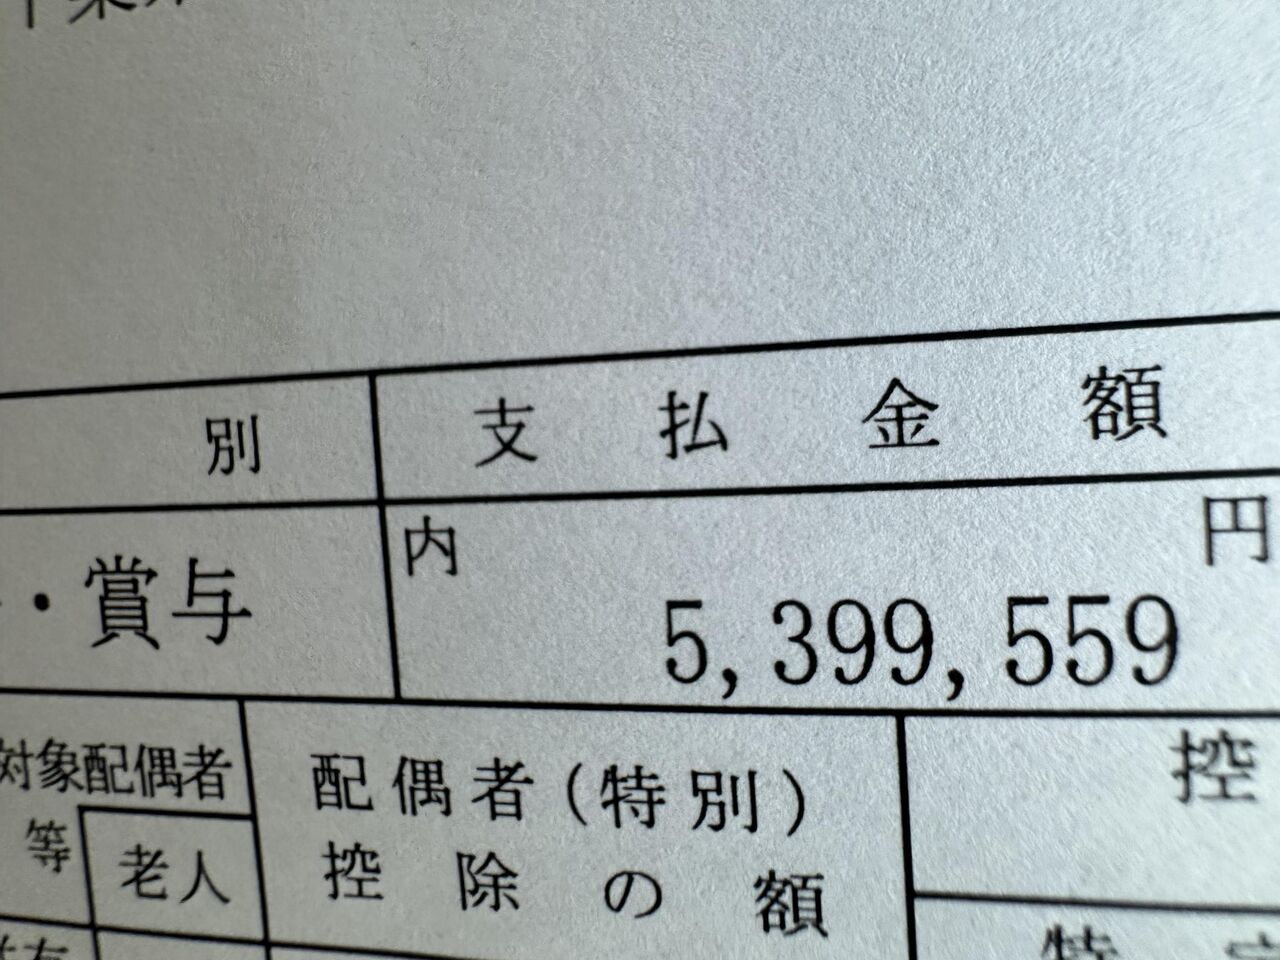 別 支払金額
・賞与 内 円
5,399,559
対象配偶者 配偶者(特別) 控
等 老人 控除の額